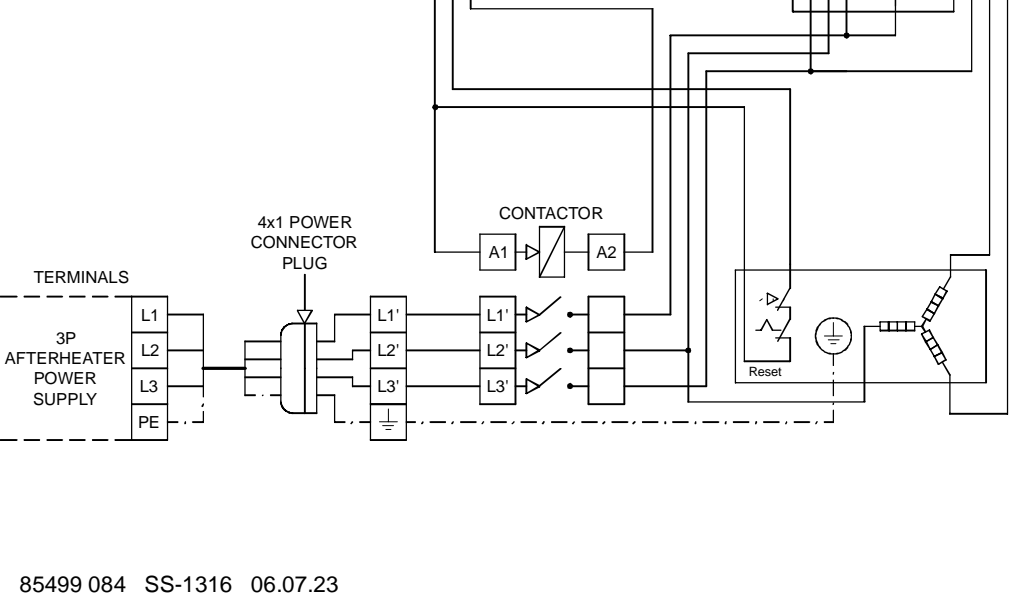 CONTACTOR
4x1 POWER
CONNECTOR
PLUG
A1
A2
TERMINALS
3P
AFTERHEATER
POWER
SUPPLY
L1
L2
L3
PE
L1'
L2'
L3'
L1'
L2'
L3'
Reset
85499 084 SS-1316 06.07.23